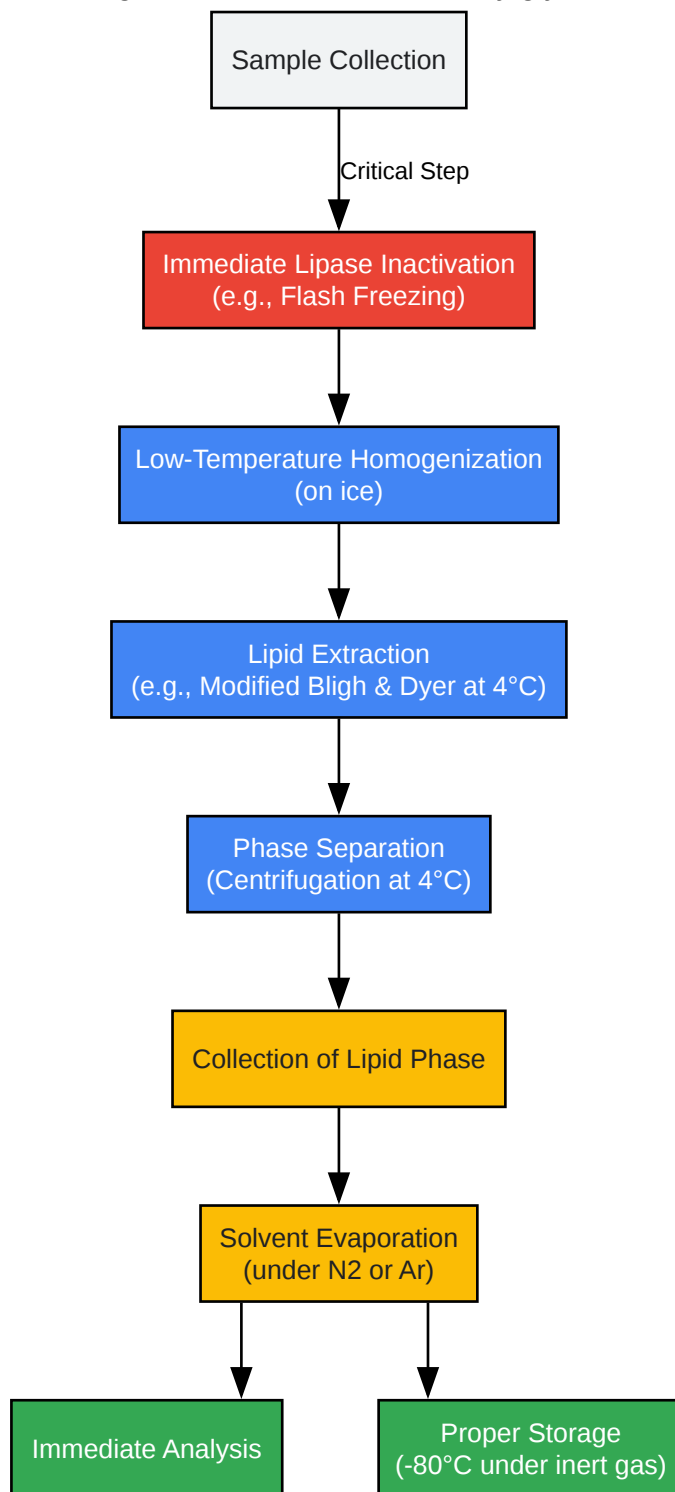 Sample Collection
Critical Step
Immediate Lipase Inactivation
(e.g., Flash Freezing)
Low-Temperature Homogenization
(on ice)
Lipid Extraction
(e.g., Modified Bligh & Dyer at 4°C)
Phase Separation
(Centrifugation at 4°C)
Collection of Lipid Phase
Solvent Evaporation
(under N2 or Ar)
Immediate Analysis
Proper Storage
(-80°C under inert gas)